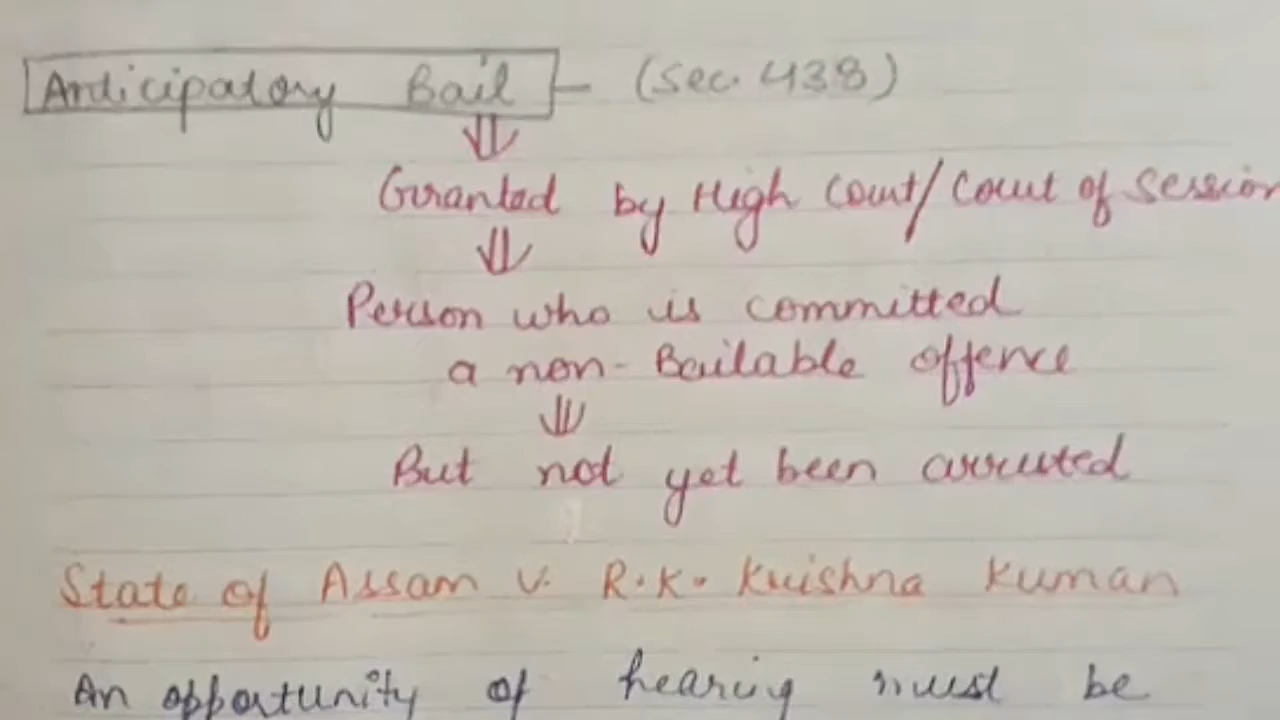 Anticipatory Bail - (Sec. 438)
Granted by High Court/Court of Session
Person who is committed
a non-Bailable offence
But not yet been arrested
State of Assam v. R.K. Krishna Kumar
An opportunity of hearing must be